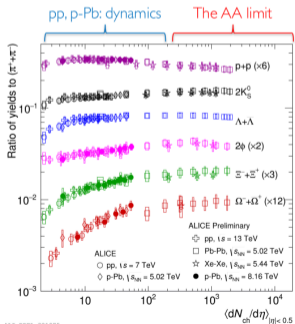 pp, p-Pb: dynamics
The AA limit
Ratio of yields to (π⁺+π⁻)
p+p̄ (×6)
2K⁰S
Λ+Λ̄
2φ (×2)
Ξ⁻+Ξ̄⁺ (×3)
Ω⁻+Ω̄⁺ (×12)
10⁻¹
10⁻²
10⁻³
ALICE
pp, √s = 7 TeV
p-Pb, √sNN = 5.02 TeV
ALICE Preliminary
pp, √s = 13 TeV
Pb-Pb, √sNN = 5.02 TeV
Xe-Xe, √sNN = 5.44 TeV
p-Pb, √sNN = 8.16 TeV
10 10² 10³
⟨dNch/dη⟩|η|< 0.5